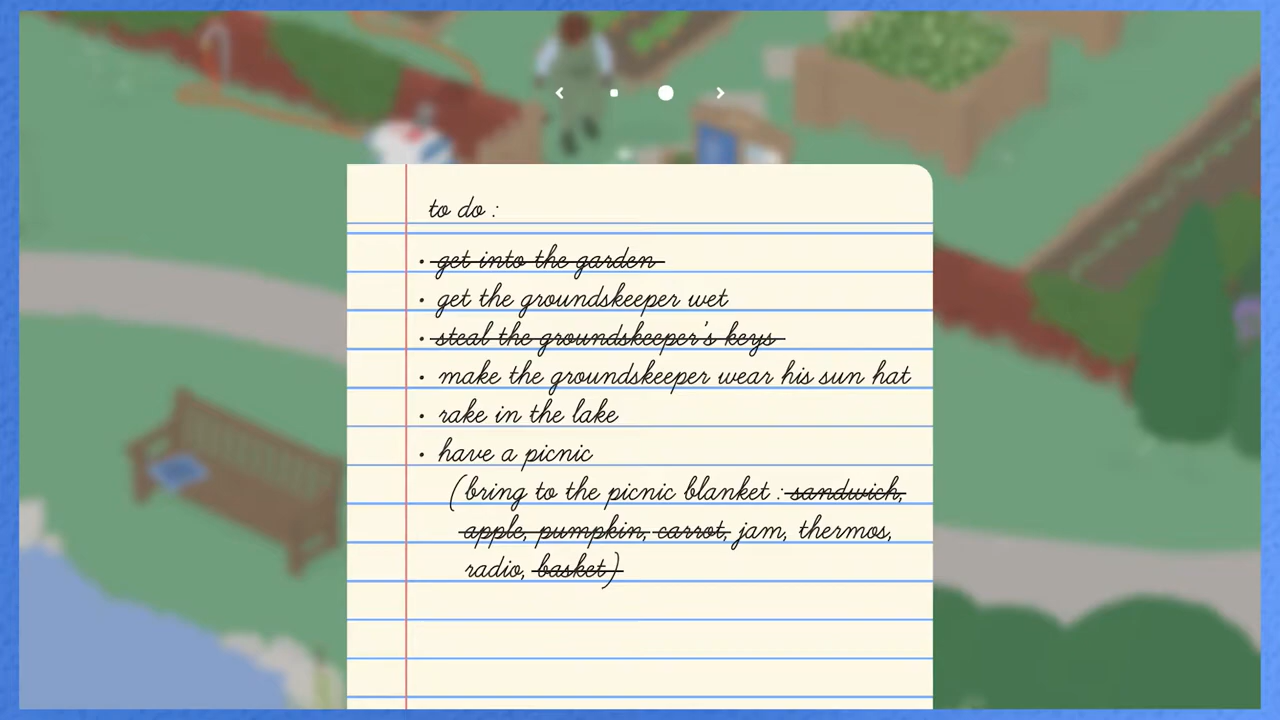 to do :
• get into the garden
• get the groundskeeper wet
• steal the groundskeeper's keys
• make the groundskeeper wear his sun hat
• rake in the lake
• have a picnic
(bring to the picnic blanket : sandwich,
apple, pumpkin, carrot, jam, thermos,
radio, basket)